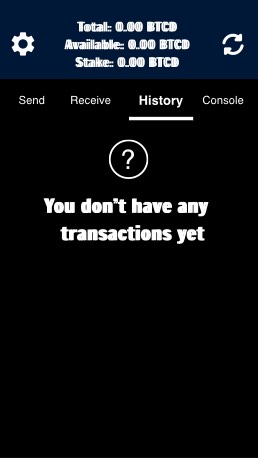 Total: 0.00 BTCD
Available: 0.00 BTCD
Stake: 0.00 BTCD
Send Receive History Console
?
You don't have any
transactions yet